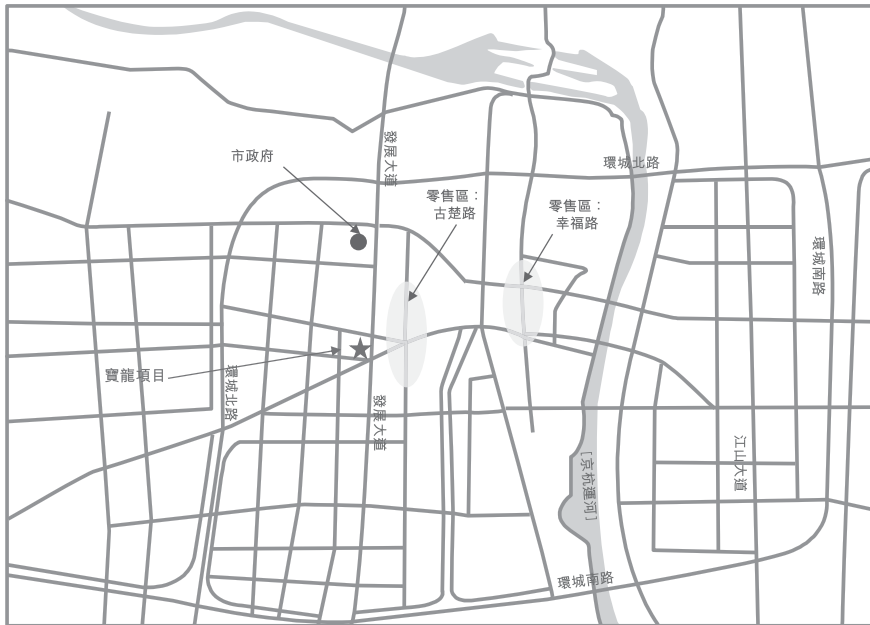 市政府
發展大道
環城北路
零售區：
古楚路
零售區：
幸福路
環城南路
寶龍項目
環城北路
發展大道
江山大道
[京杭運河]
環城南路